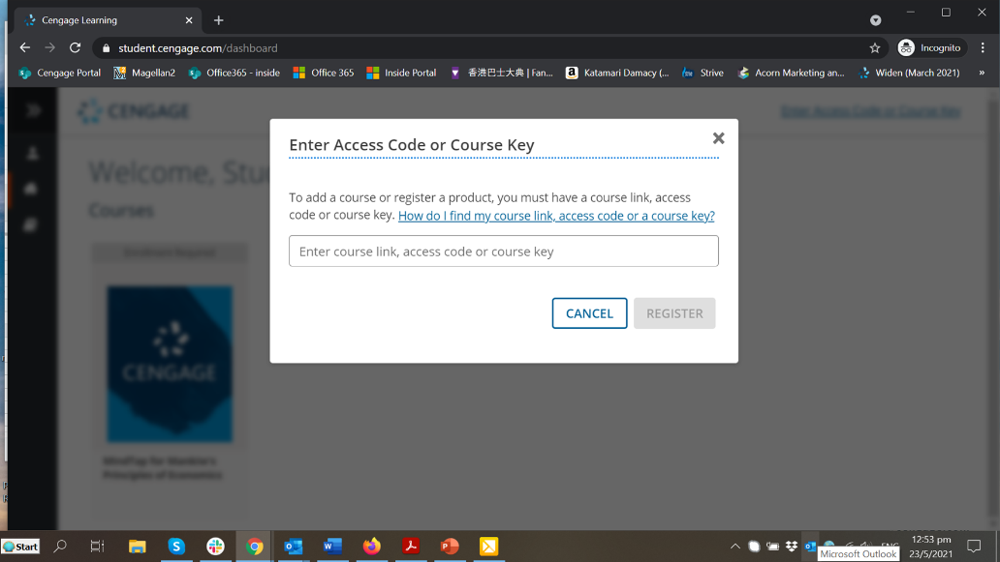 Cengage Learning
student.cengage.com/dashboard
Incognito
Cengage Portal
Magellan2
Office365 - inside
Office 365
Inside Portal
香港巴士大典 | Fan...
Katamari Damacy (...
Strive
Acorn Marketing an...
Widen (March 2021)
»
CENGAGE
Enter Access Code or Course Key
Welcome, Stu
Courses
Enter Access Code or Course Key
To add a course or register a product, you must have a course link, access
code or course key. How do I find my course link, access code or a course key?
Enter course link, access code or course key
CANCEL
REGISTER
CENGAGE
MindTap for Mankiw's
Principles of Economics
Start
ENG
12:53 pm
23/5/2021
Microsoft Outlook